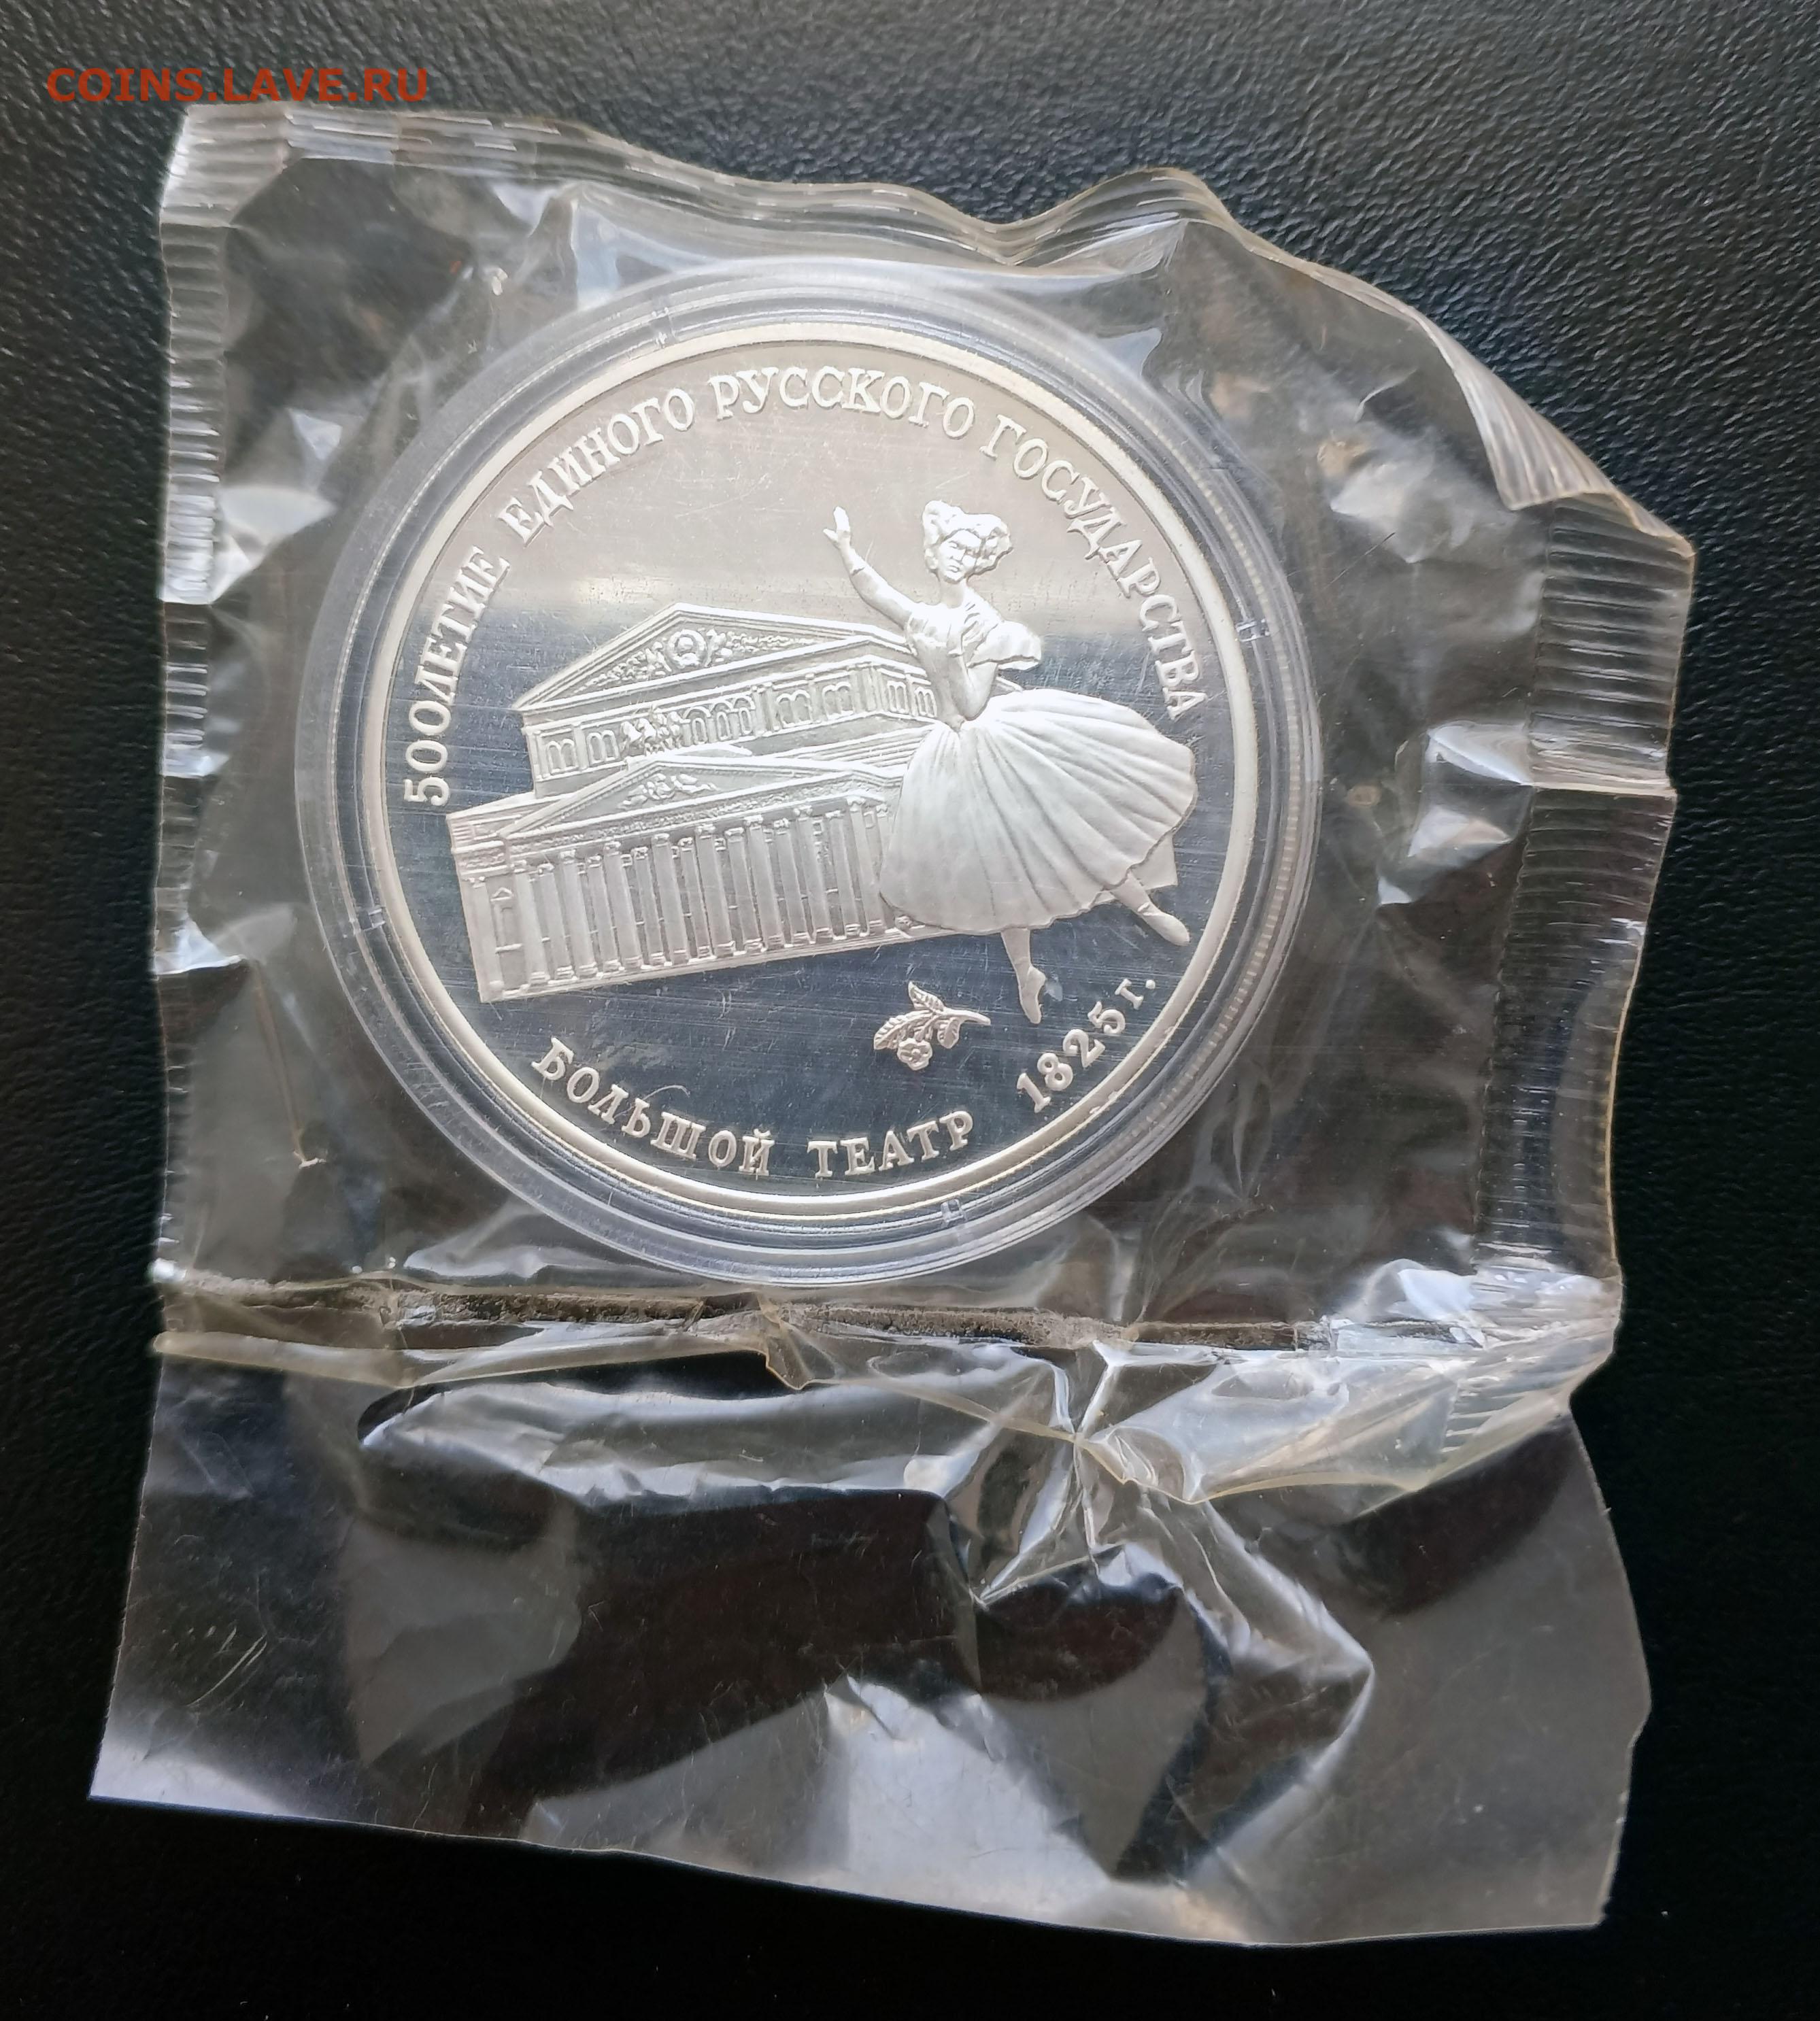 COINS.LAVE.RU
500ЛЕТИЕ ЕДИНОГО РУССКОГО ГОСУДАРСТВА
БОЛЬШОЙ ТЕАТР 1825 г.